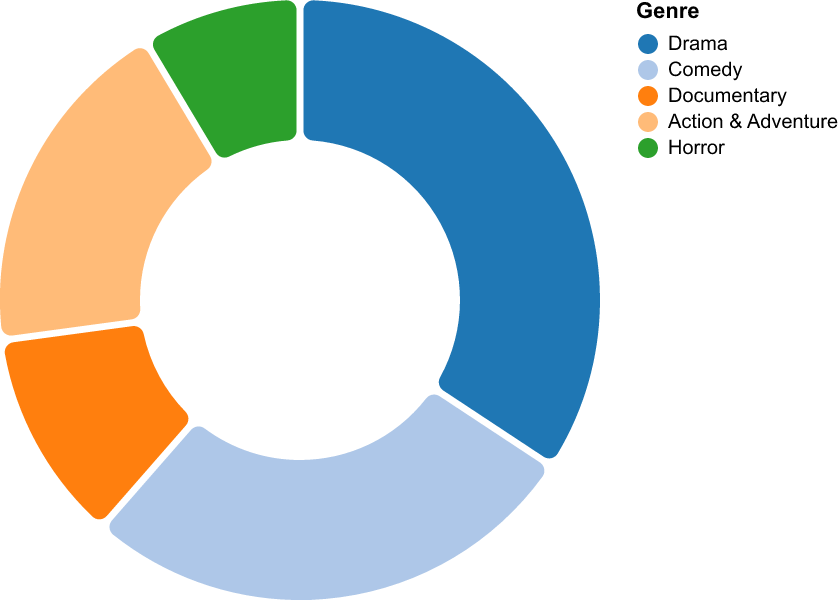 Genre
Drama
Comedy
Documentary
Action & Adventure
Horror